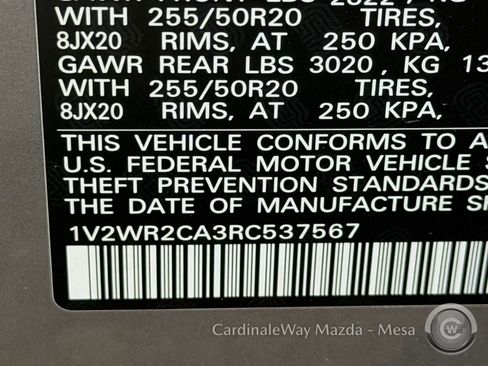 WITH 255/50R20 TIRES,
8JX20 RIMS, AT 250 KPA,
GAWR REAR LBS 3020, KG 13
WITH 255/50R20 TIRES,
8JX20 RIMS, AT 250 KPA,
THIS VEHICLE CONFORMS TO A
U.S. FEDERAL MOTOR VEHICLE S
THEFT PREVENTION STANDARDS
THE DATE OF MANUFACTURE SH
1V2WR2CA3RC537567
CardinaleWay Mazda - Mesa